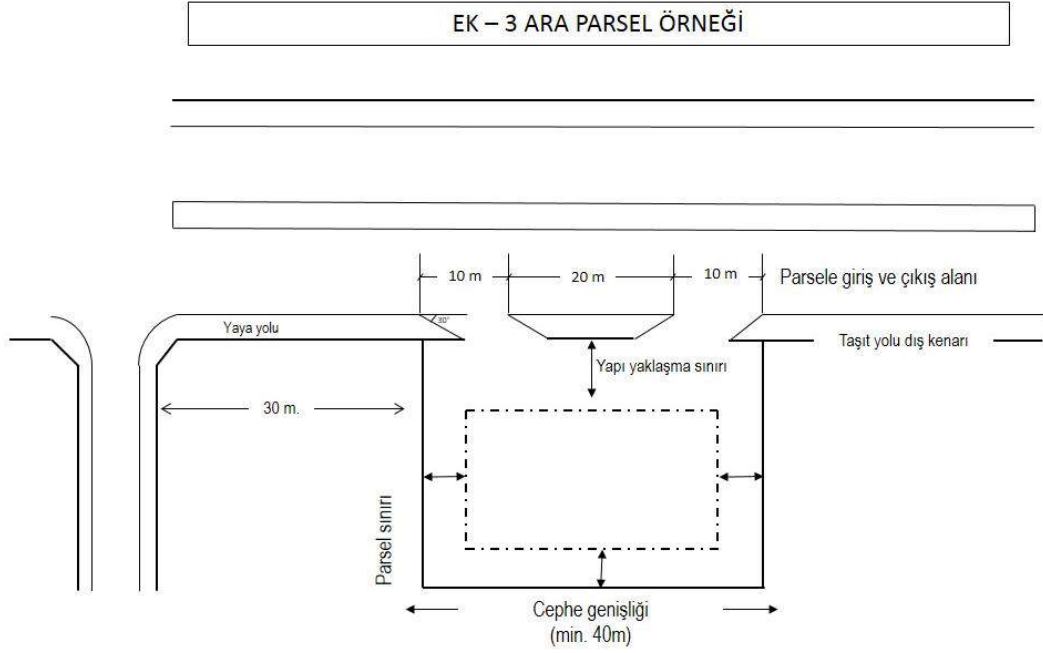 EK – 3 ARA PARSEL ÖRNEĞİ
10 m
20 m
10 m
Parsele giriş ve çıkış alanı
30°
Yaya yolu
Taşıt yolu dış kenarı
Yapı yaklaşma sınırı
30 m.
Parsel sınırı
Cephe genişliği
(min. 40m)